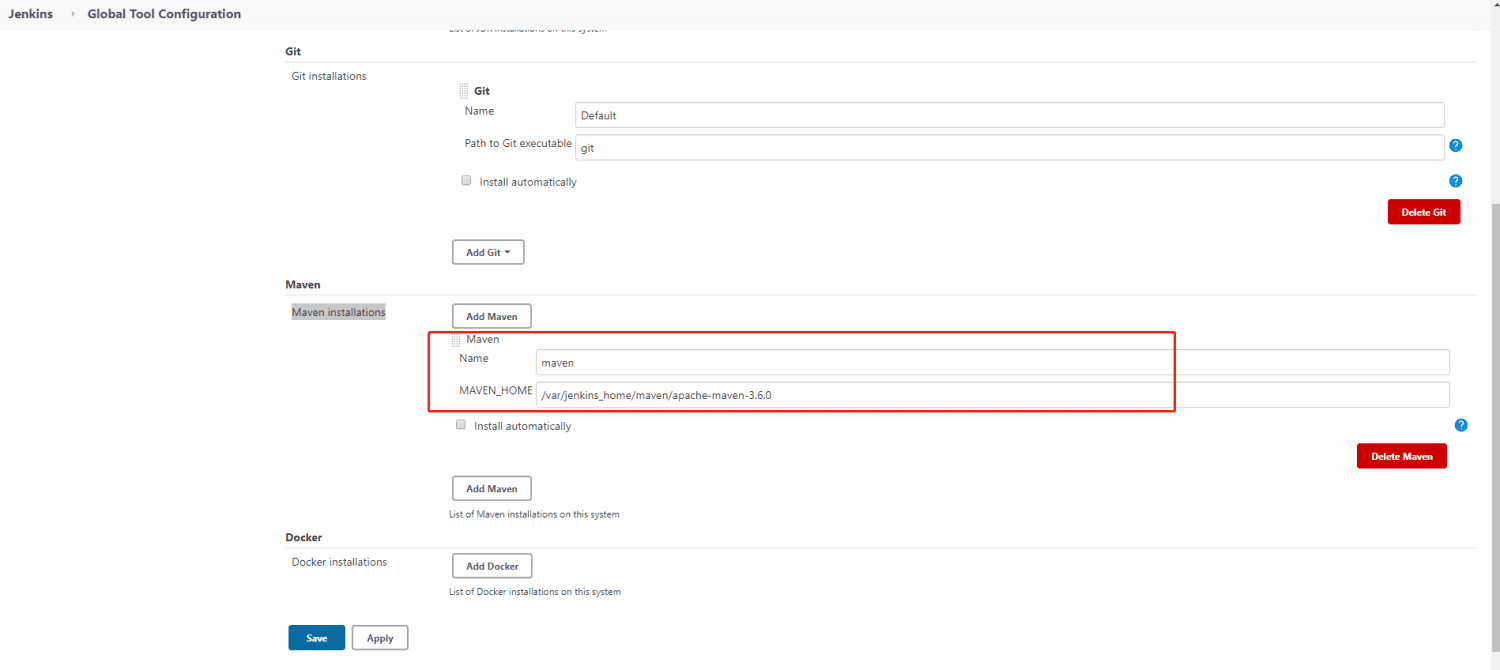 Jenkins › Global Tool Configuration
List of JDK installations on this system
Git
Git installations
Git
Name
Default
Path to Git executable
git
?
Install automatically
?
Delete Git
Add Git
Maven
Maven installations
Add Maven
Maven
Name
maven
MAVEN_HOME
/var/jenkins_home/maven/apache-maven-3.6.0
Install automatically
?
Delete Maven
Add Maven
List of Maven installations on this system
Docker
Docker installations
Add Docker
List of Docker installations on this system
Save
Apply